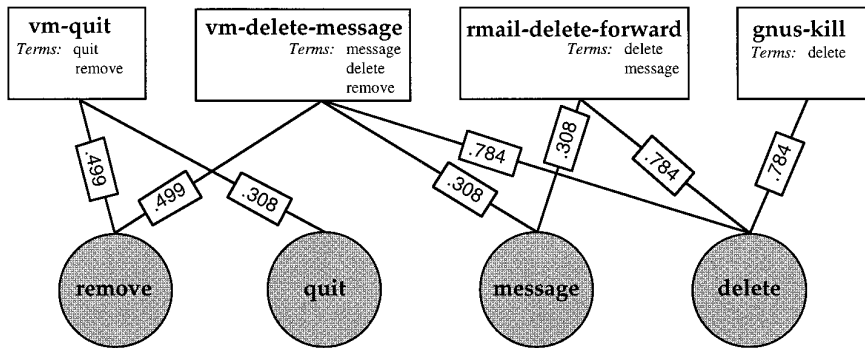 vm-quit
Terms: quit
remove
vm-delete-message
Terms: message
delete
remove
rmail-delete-forward
Terms: delete
message
gnus-kill
Terms: delete
.499
.499
.308
.784
.308
.308
.784
.784
remove
quit
message
delete